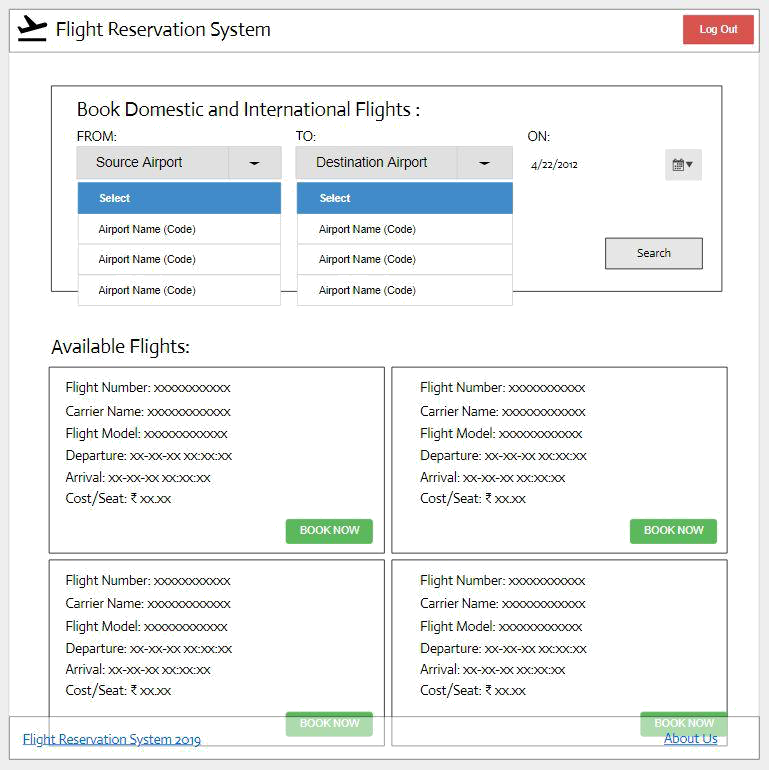 Flight Reservation System
Log Out
Book Domestic and International Flights :
FROM: TO: ON:
Source Airport Destination Airport 4/22/2012
Select Select
Airport Name (Code) Airport Name (Code)
Airport Name (Code) Airport Name (Code)
Airport Name (Code) Airport Name (Code)
Search
Available Flights:
Flight Number: xxxxxxxxxxx
Carrier Name: xxxxxxxxxxxx
Flight Model: xxxxxxxxxxxx
Departure: xx-xx-xx xx:xx:xx
Arrival: xx-xx-xx xx:xx:xx
Cost/Seat: ₹ xx.xx
BOOK NOW
Flight Number: xxxxxxxxxxx
Carrier Name: xxxxxxxxxxxx
Flight Model: xxxxxxxxxxxx
Departure: xx-xx-xx xx:xx:xx
Arrival: xx-xx-xx xx:xx:xx
Cost/Seat: ₹ xx.xx
BOOK NOW
Flight Number: xxxxxxxxxxx
Carrier Name: xxxxxxxxxxxx
Flight Model: xxxxxxxxxxxx
Departure: xx-xx-xx xx:xx:xx
Arrival: xx-xx-xx xx:xx:xx
Cost/Seat: ₹ xx.xx
BOOK NOW
Flight Number: xxxxxxxxxxx
Carrier Name: xxxxxxxxxxxx
Flight Model: xxxxxxxxxxxx
Departure: xx-xx-xx xx:xx:xx
Arrival: xx-xx-xx xx:xx:xx
Cost/Seat: ₹ xx.xx
BOOK NOW
Flight Reservation System 2019
About Us